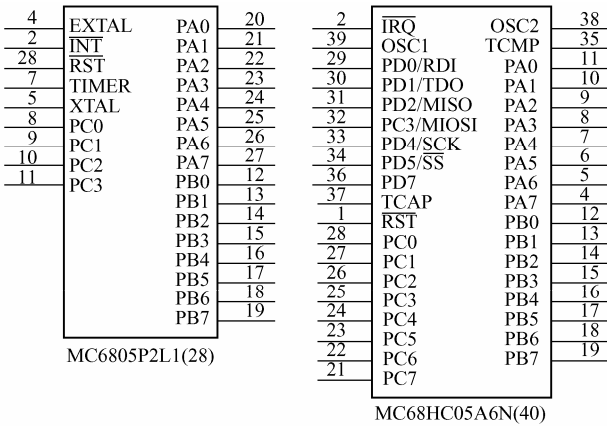 4 EXTAL PA0 20
2 INT PA1 21
28 RST PA2 22
7 TIMER PA3 23
5 XTAL PA4 24
8 PC0 PA5 25
9 PC1 PA6 26
10 PC2 PA7 27
11 PC3 PB0 12
PB1 13
PB2 14
PB3 15
PB4 16
PB5 17
PB6 18
PB7 19
MC6805P2L1(28)
2 IRQ OSC2 38
39 OSC1 TCMP 35
29 PD0/RDI PA0 11
30 PD1/TDO PA1 10
31 PD2/MISO PA2 9
32 PC3/MIOSI PA3 8
33 PD4/SCK PA4 7
34 PD5/SS PA5 6
36 PD7 PA6 5
37 TCAP PA7 4
1 RST PB0 12
28 PC0 PB1 13
27 PC1 PB2 14
26 PC2 PB3 15
25 PC3 PB4 16
24 PC4 PB5 17
23 PC5 PB6 18
22 PC6 PB7 19
21 PC7
MC68HC05A6N(40)